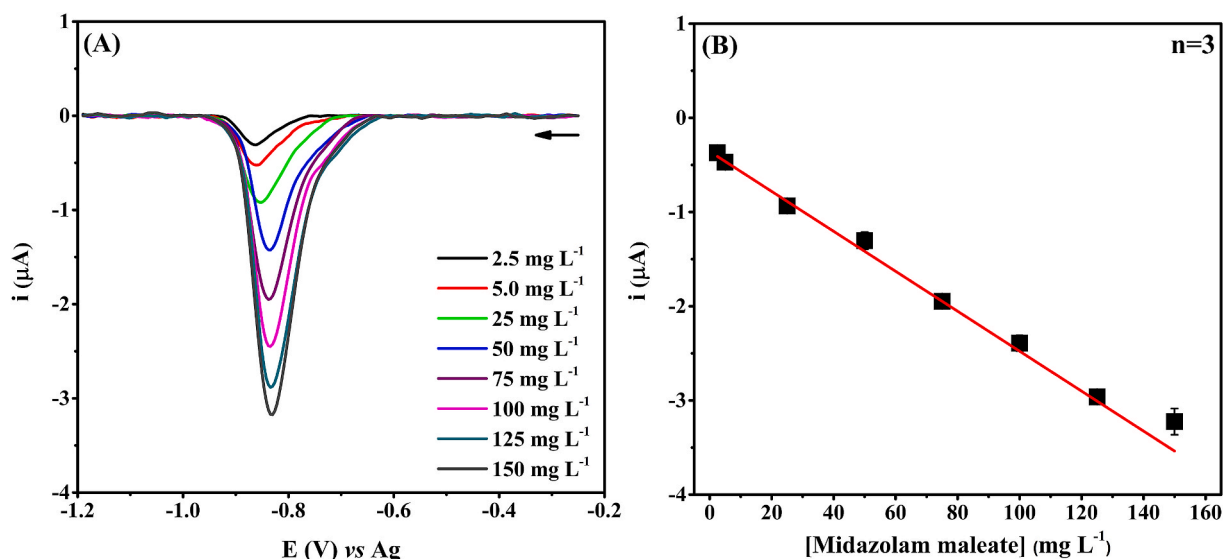 (A)
1
0
-1
-2
-3
-4
i (μA)
-1.2 -1.0 -0.8 -0.6 -0.4 -0.2
E (V) vs Ag
2.5 mg L⁻¹
5.0 mg L⁻¹
25 mg L⁻¹
50 mg L⁻¹
75 mg L⁻¹
100 mg L⁻¹
125 mg L⁻¹
150 mg L⁻¹
(B)
n=3
1
0
-1
-2
-3
-4
i (μA)
0 20 40 60 80 100 120 140 160
[Midazolam maleate] (mg L⁻¹)